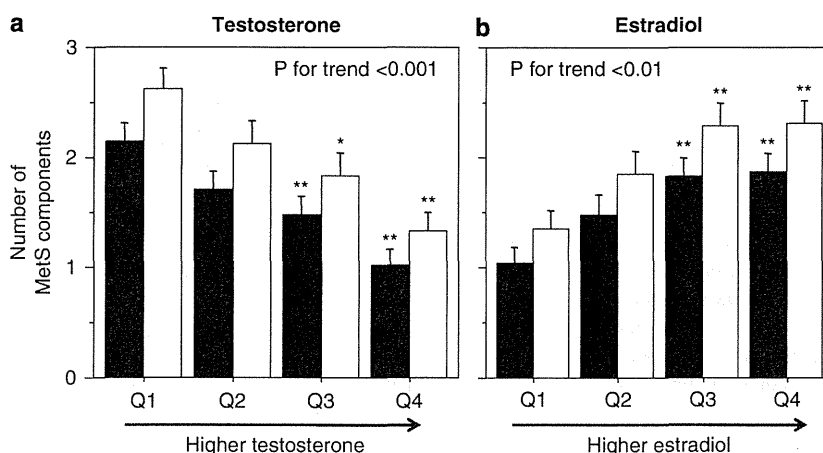 a
Testosterone
b
Estradiol
Number of
MetS components
3
2
1
0
P for trend <0.001
**
*
**
**
P for trend <0.01
**
**
**
**
Q1 Q2 Q3 Q4
Higher testosterone
Q1 Q2 Q3 Q4
Higher estradiol